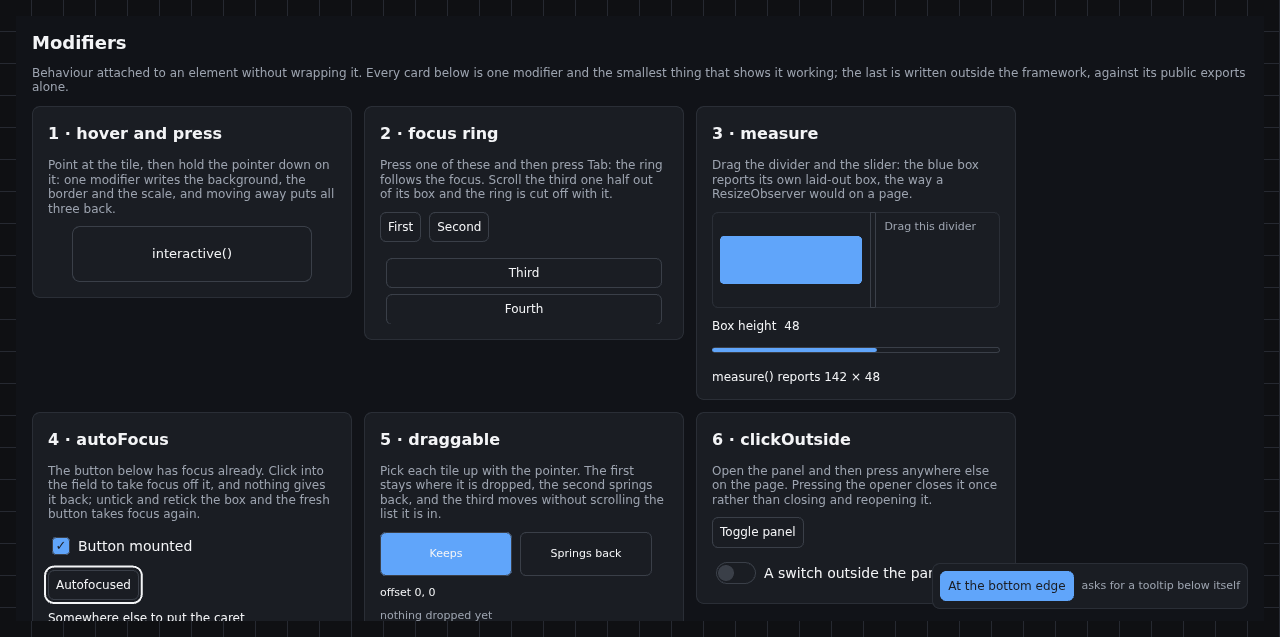 Modifiers
Behaviour attached to an element without wrapping it. Every card below is one modifier and the smallest thing that shows it working; the last is written outside the framework, against its public exports
alone.
1 · hover and press
Point at the tile, then hold the pointer down on
it: one modifier writes the background, the
border and the scale, and moving away puts all
three back.
interactive()
2 · focus ring
Press one of these and then press Tab: the ring
follows the focus. Scroll the third one half out
of its box and the ring is cut off with it.
First
Second
Third
Fourth
3 · measure
Drag the divider and the slider: the blue box
reports its own laid-out box, the way a
ResizeObserver would on a page.
Drag this divider
Box height 48
measure() reports 142 × 48
4 · autoFocus
The button below has focus already. Click into
the field to take focus off it, and nothing gives
it back; untick and retick the box and the fresh
button takes focus again.
Button mounted
Autofocused
Somewhere else to put the caret
5 · draggable
Pick each tile up with the pointer. The first
stays where it is dropped, the second springs
back, and the third moves without scrolling the
list it is in.
Keeps
Springs back
offset 0, 0
nothing dropped yet
6 · clickOutside
Open the panel and then press anywhere else
on the page. Pressing the opener closes it once
rather than closing and reopening it.
Toggle panel
A switch outside the par
At the bottom edge
asks for a tooltip below itself